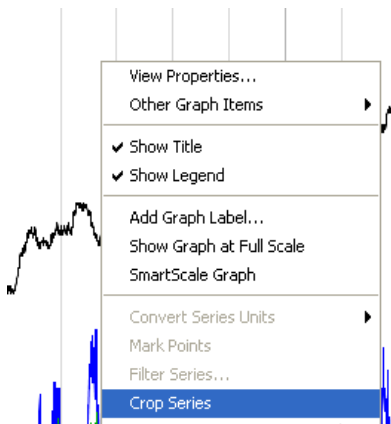 View Properties...
Other Graph Items
Show Title
Show Legend
Add Graph Label...
Show Graph at Full Scale
SmartScale Graph
Convert Series Units
Mark Points
Filter Series...
Crop Series